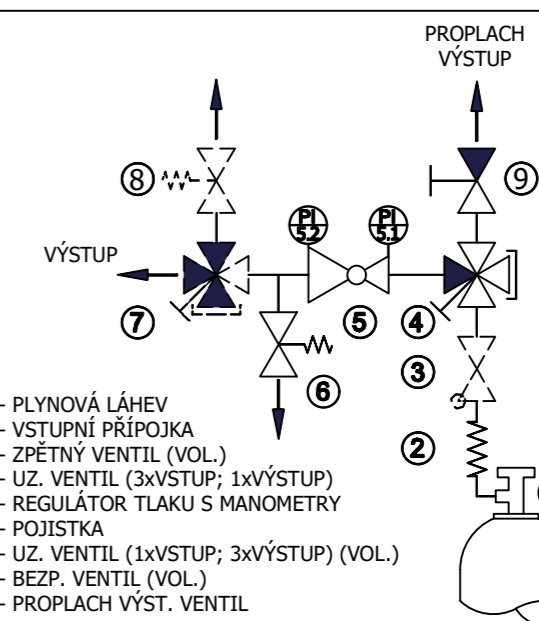 PROPLACH
VÝSTUP
8
9
PI
5.2
PI
5.1
VÝSTUP
7
5
4
6
3
2
- PLYNOVÁ LÁHEV
- VSTUPNÍ PŘÍPOJKA
- ZPĚTNÝ VENTIL (VOL.)
- UZ. VENTIL (3xVSTUP; 1xVÝSTUP)
- REGULÁTOR TLAKU S MANOMETRY
- POJISTKA
- UZ. VENTIL (1xVSTUP; 3xVÝSTUP) (VOL.)
- BEZP. VENTIL (VOL.)
- PROPLACH VÝST. VENTIL